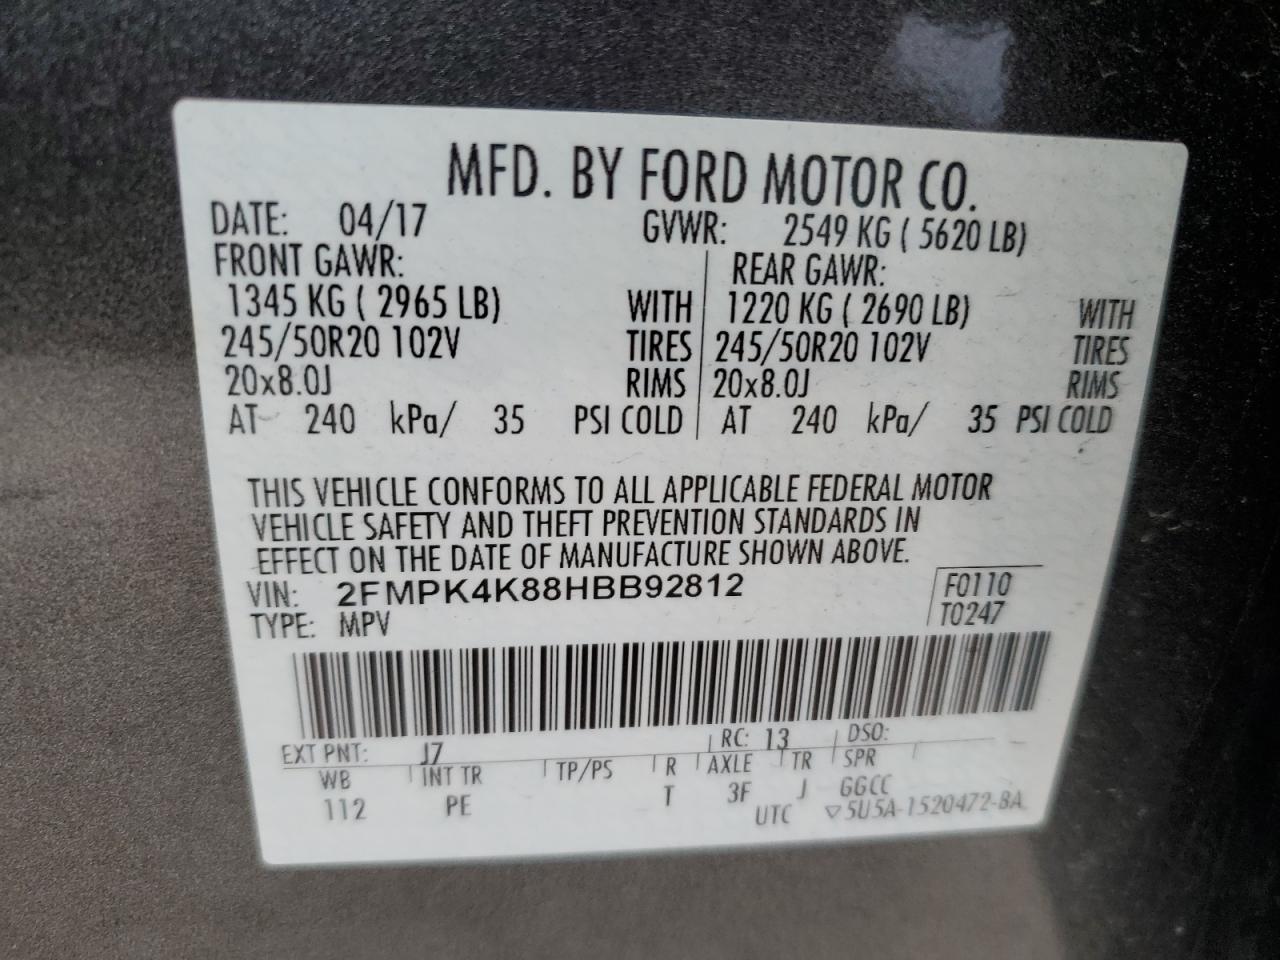 MFD. BY FORD MOTOR CO.
DATE: 04/17 GVWR: 2549 KG ( 5620 LB)
FRONT GAWR: REAR GAWR:
1345 KG ( 2965 LB) WITH 1220 KG ( 2690 LB) WITH
245/50R20 102V TIRES 245/50R20 102V TIRES
20x8.0J RIMS 20x8.0J RIMS
AT 240 kPa/ 35 PSI COLD AT 240 kPa/ 35 PSI COLD
THIS VEHICLE CONFORMS TO ALL APPLICABLE FEDERAL MOTOR
VEHICLE SAFETY AND THEFT PREVENTION STANDARDS IN
EFFECT ON THE DATE OF MANUFACTURE SHOWN ABOVE.
VIN: 2FMPK4K88HBB92812 F0110
TYPE: MPV T0247
EXT PNT: J7 RC: 13 DSO:
WB INT TR TP/PS R AXLE TR SPR
112 PE T 3F J GGCC
UTC ▽5U5A-1520472-BA